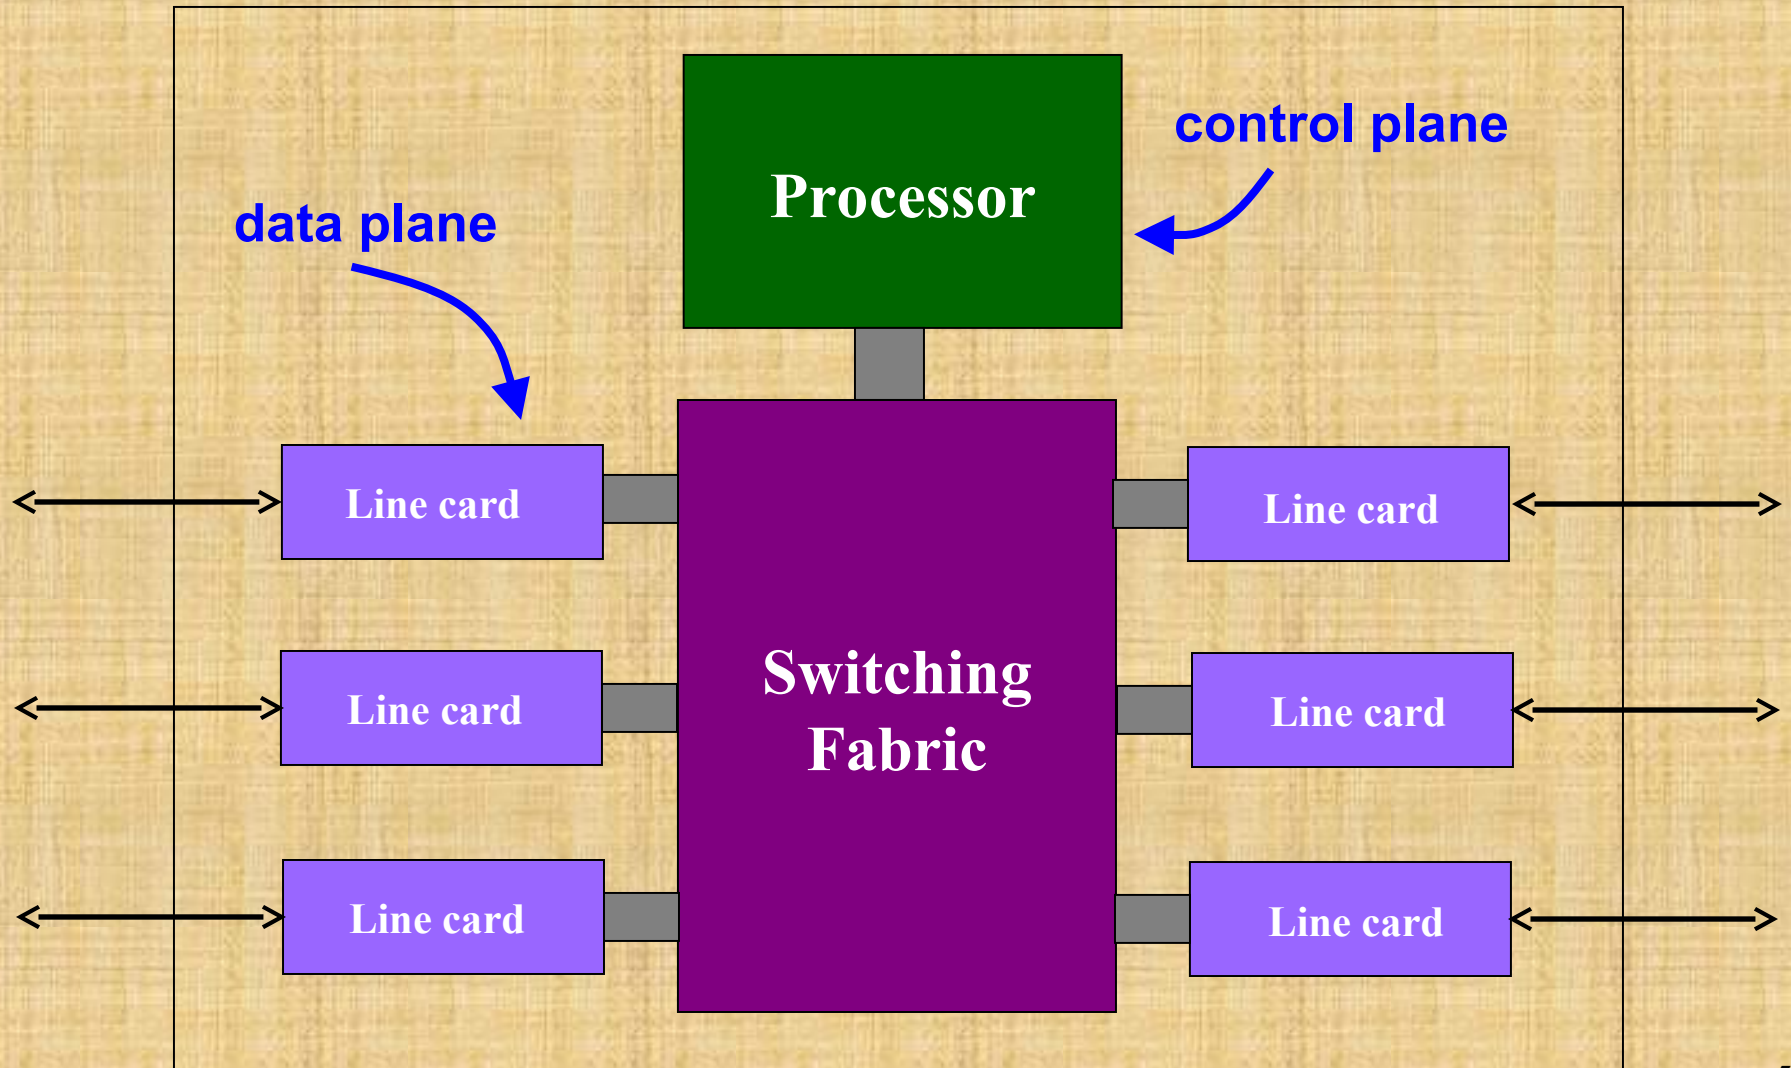 control plane
Processor
data plane
Line card
Line card
Switching
Fabric
Line card
Line card
Line card
Line card